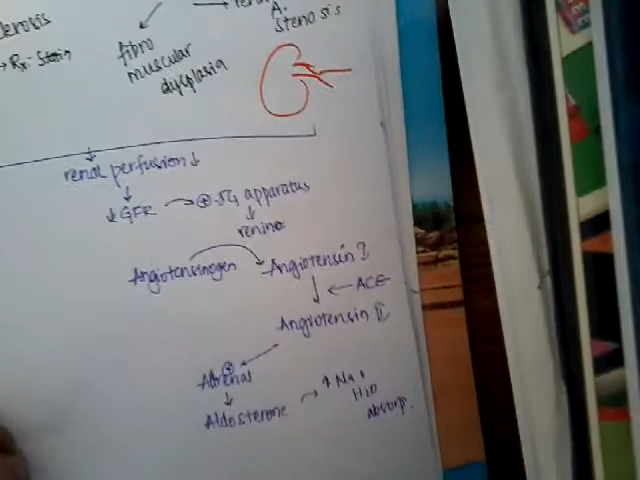 A.
stenosis
→ Rx- Statin
fibro
muscular
dysplasia
renal perfusion ↓
↓
↓ GFR → ⊕ JG apparatus
↓
renin
Angiotensinogen → Angiotensin I
↓ ← ACE
Angiotensin II
⊕
Adrenal
↓
Aldosterone → ↑ Na+
H2O
absorp.